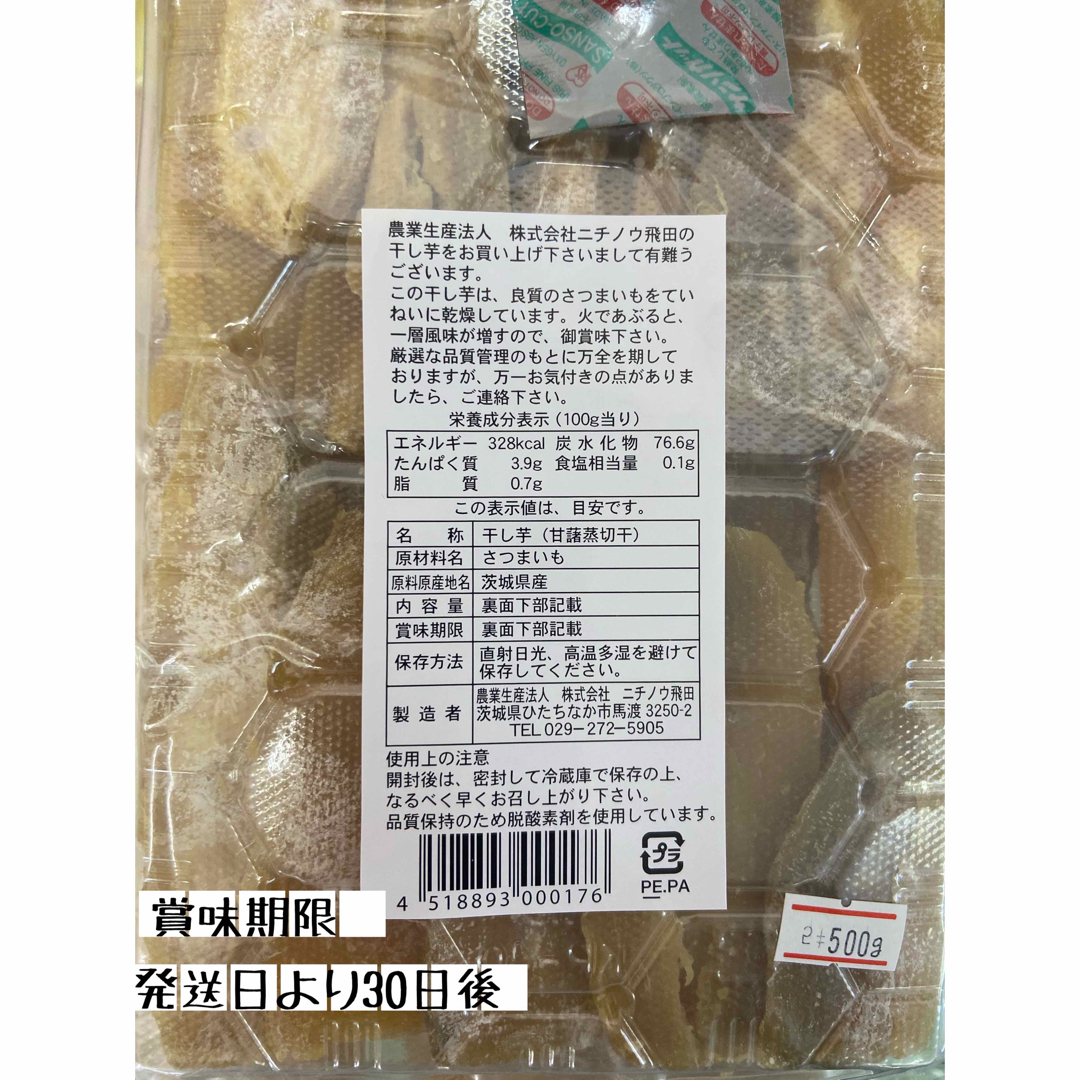 SANSO-CUT
農業生産法人　株式会社ニチノウ飛田の
干し芋をお買い上げ下さいまして有難う
ございます。
この干し芋は、良質のさつまいもをてい
ねいに乾燥しています。火であぶると、
一層風味が増すので、御賞味下さい。
厳選な品質管理のもとに万全を期して
おりますが、万一お気付きの点がありま
したら、ご連絡下さい。
栄養成分表示（100g当り）
エネルギー 328kcal 炭水化物 76.6g
たんぱく質 3.9g 食塩相当量 0.1g
脂　質 0.7g
この表示値は、目安です。
名　称 干し芋（甘藷蒸切干）
原材料名 さつまいも
原料原産地名 茨城県産
内容量 裏面下部記載
賞味期限 裏面下部記載
保存方法 直射日光、高温多湿を避けて
保存してください。
製造者 農業生産法人　株式会社　ニチノウ飛田
茨城県ひたちなか市馬渡 3250-2
TEL 029-272-5905
使用上の注意
開封後は、密封して冷蔵庫で保存の上、
なるべく早くお召し上がり下さい。
品質保持のため脱酸素剤を使用しています。
4 518893 000176
プラ
PE.PA
500g
賞味期限
発送日より30日後